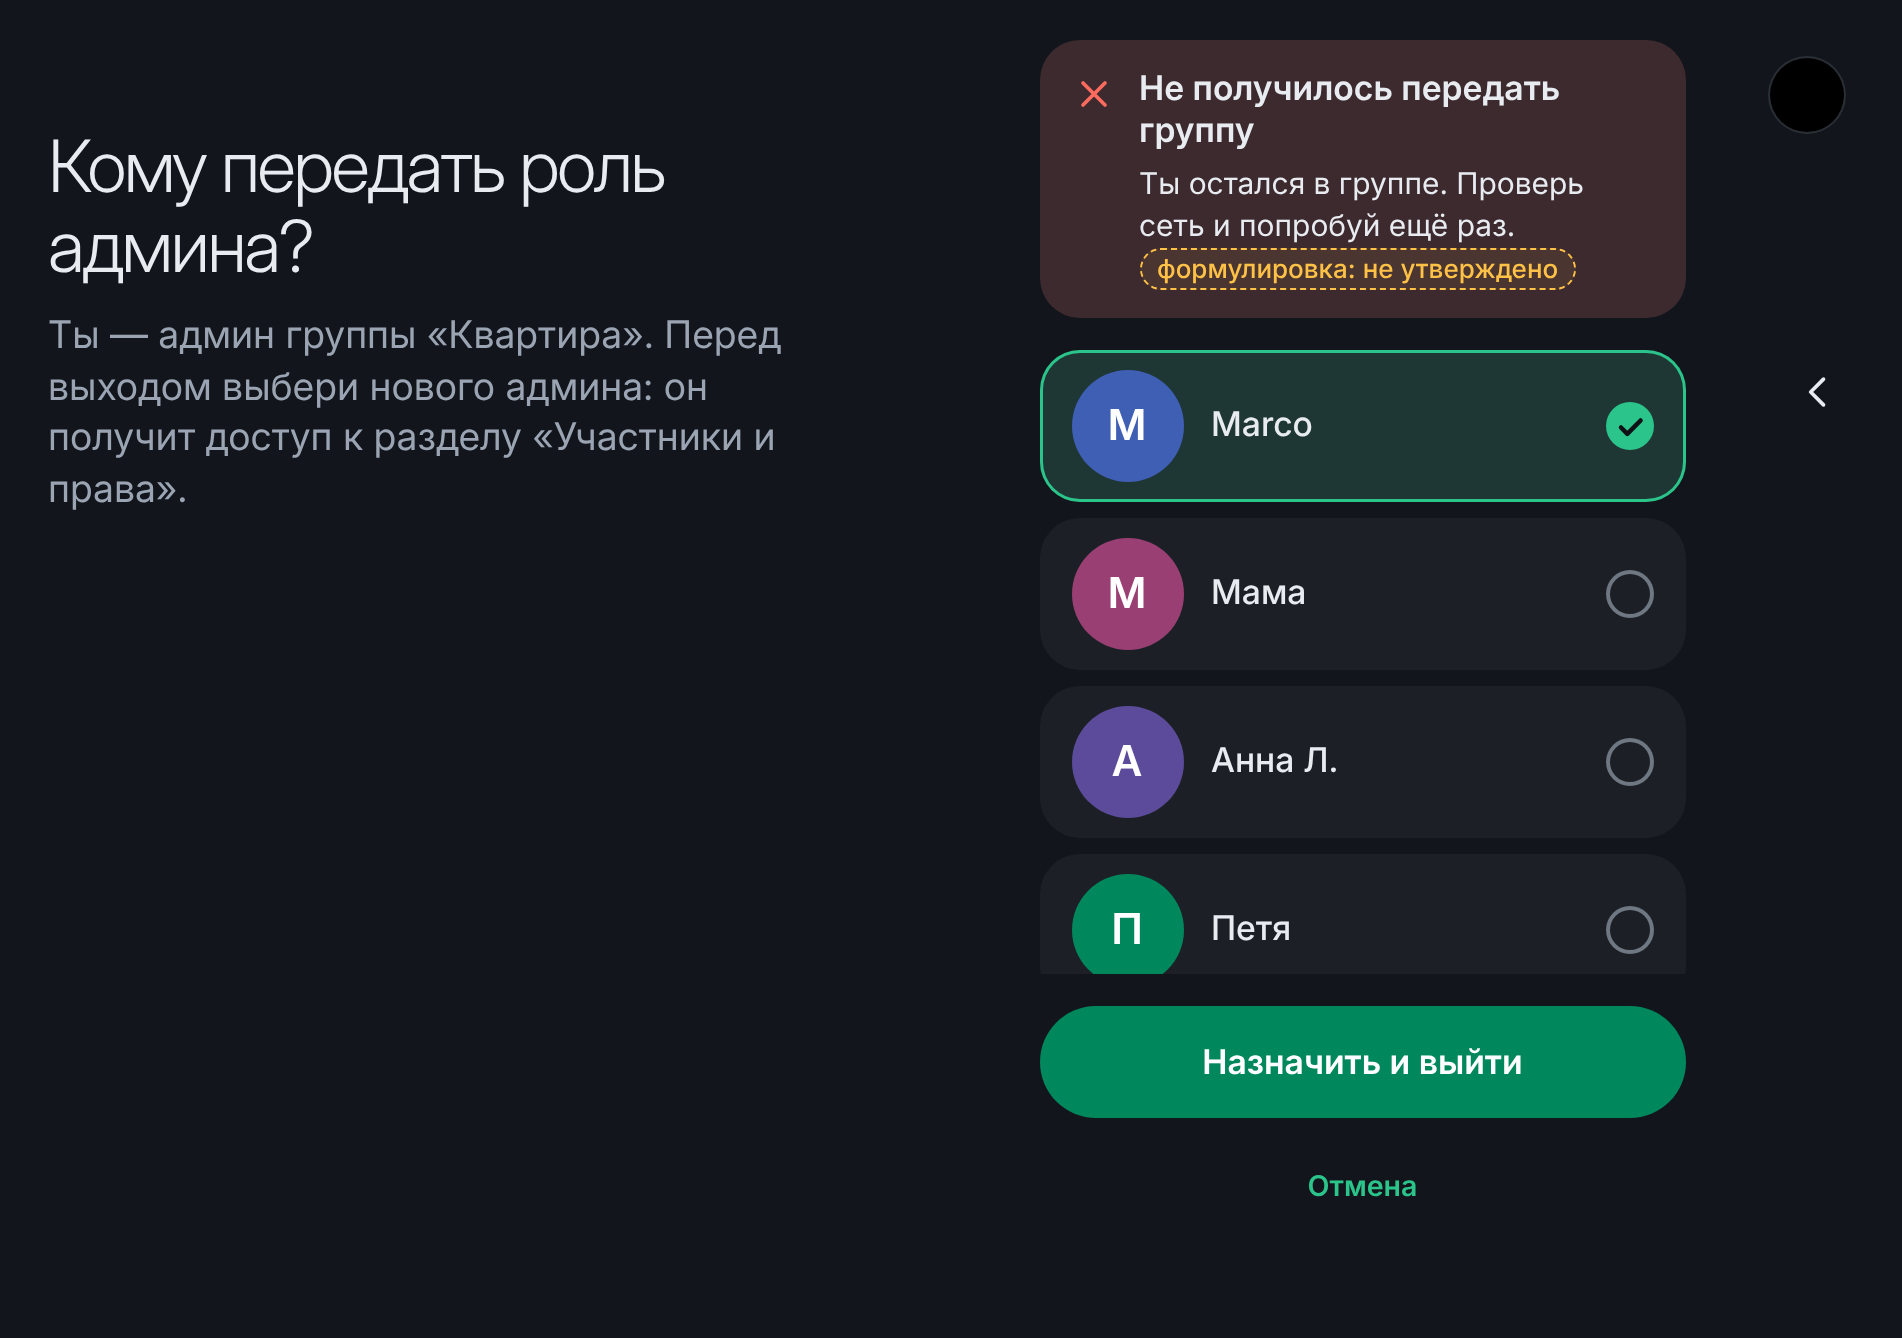 Кому передать роль
админа?
Ты — админ группы «Квартира». Перед
выходом выбери нового админа: он
получит доступ к разделу «Участники и
права».
Не получилось передать
группу
Ты остался в группе. Проверь
сеть и попробуй ещё раз.
формулировка: не утверждено
M Marco
М Мама
А Анна Л.
П Петя
Назначить и выйти
Отмена